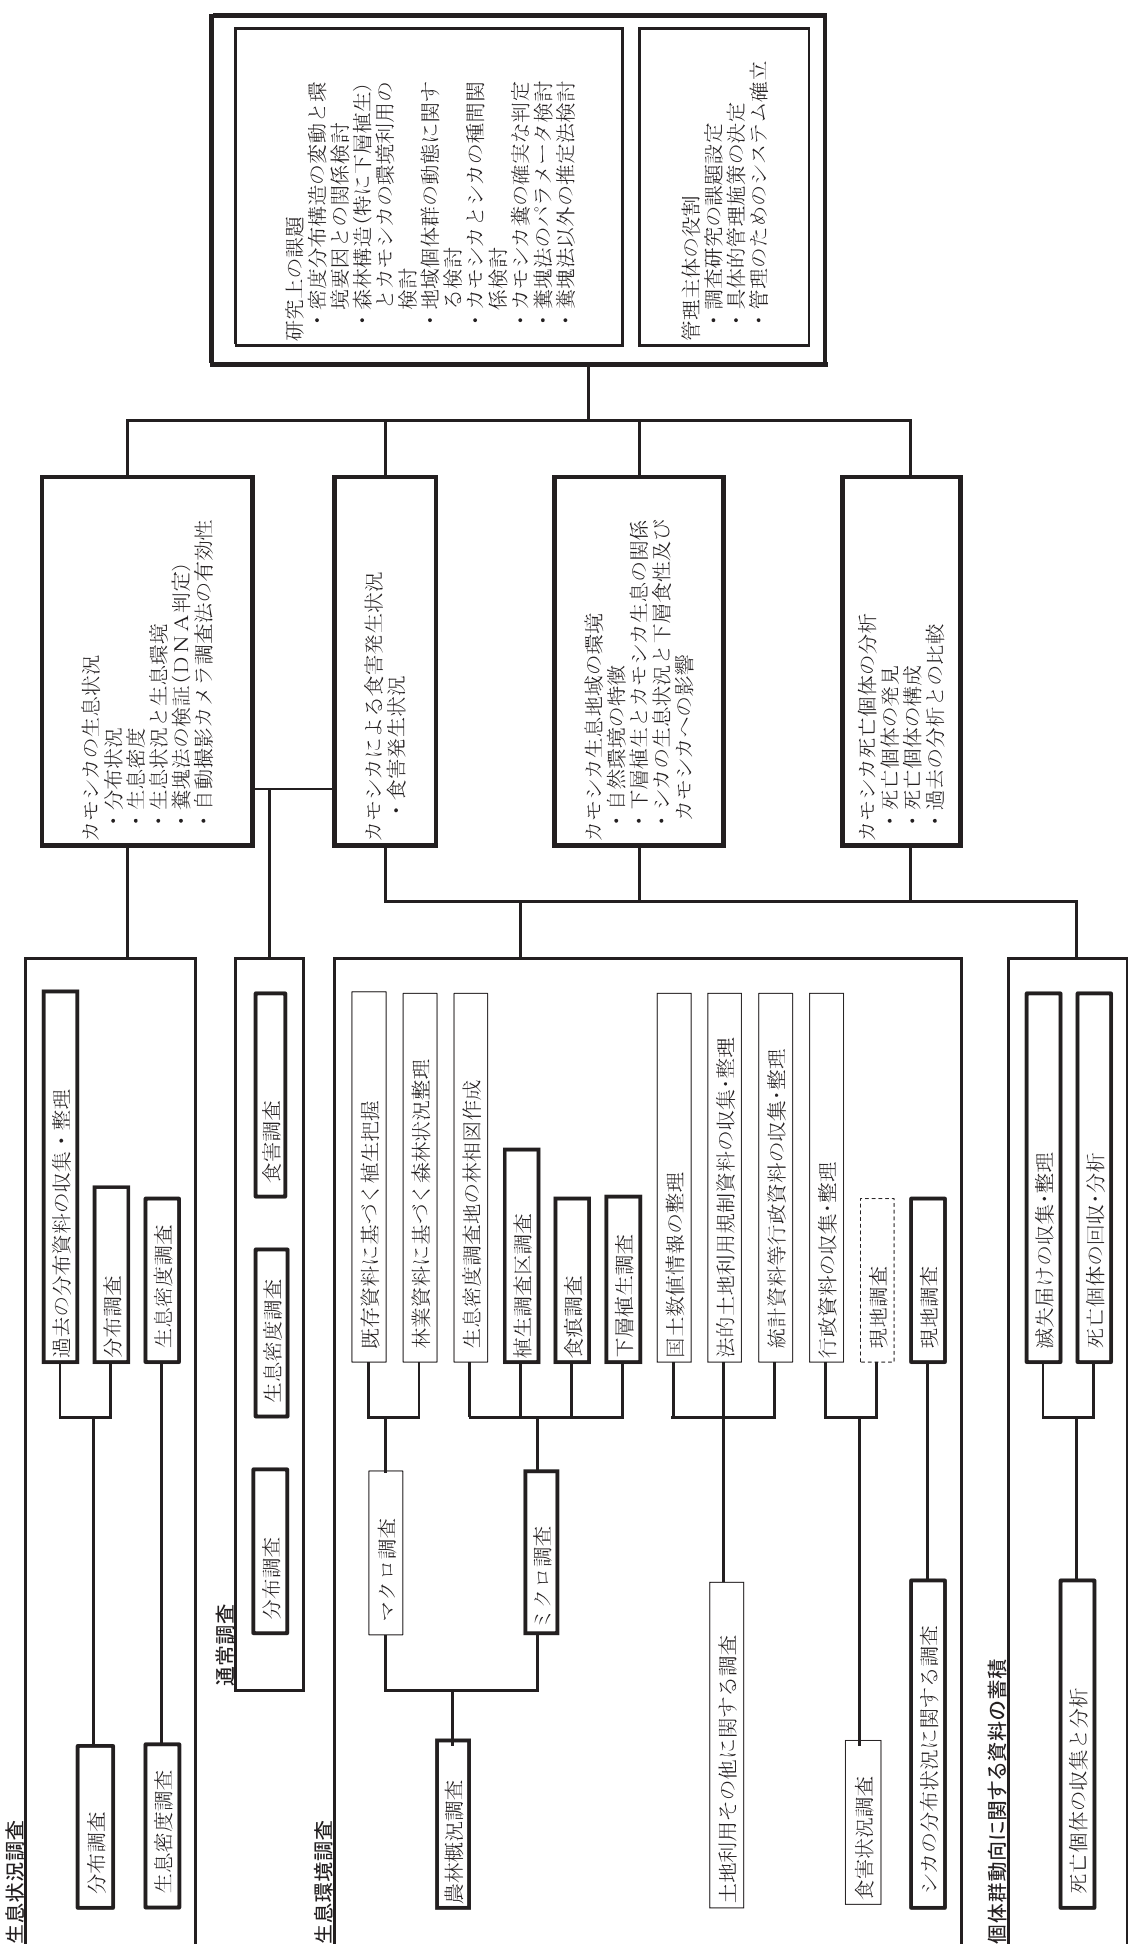 生息状況調査
分布調査
過去の分布資料の収集・整理
分布調査
生息密度調査
生息密度調査
通常調査
分布調査
生息密度調査
食害調査
生息環境調査
農林概況調査
マクロ調査
既存資料に基づく植生把握
林業資料に基づく森林状況整理
ミクロ調査
生息密度調査地の林相図作成
植生調査区調査
食痕調査
下層植生調査
土地利用その他に関する調査
国土数値情報の整理
法的土地利用規制資料の収集・整理
統計資料等行政資料の収集・整理
食害状況調査
行政資料の収集・整理
現地調査
シカの分布状況に関する調査
現地調査
個体群動向に関する資料の蓄積
死亡個体の収集と分析
滅失届けの収集・整理
死亡個体の回収・分析
カモシカの生息状況
・分布状況
・生息密度
・生息状況と生息環境
・糞塊法の検証(DNA判定)
・自動撮影カメラ調査法の有効性
カモシカによる食害発生状況
・食害発生状況
カモシカ生息地域の環境
・自然環境の特徴
・下層植生とカモシカ生息の関係
・シカの生息状況と下層食性及び
カモシカへの影響
カモシカ死亡個体の分析
・死亡個体の発見
・死亡個体の構成
・過去の分析との比較
研究上の課題
・密度分布構造の変動と環
境要因との関係検討
・森林構造(特に下層植生)
とカモシカの環境利用の
検討
・地域個体群の動態に関す
る検討
・カモシカとシカの種間関
係検討
・カモシカ糞の確実な判定
・糞塊法のパラメータ検討
・糞塊法以外の推定法検討
管理主体の役割
・調査研究の課題設定
・具体的管理施策の決定
・管理のためのシステム確立